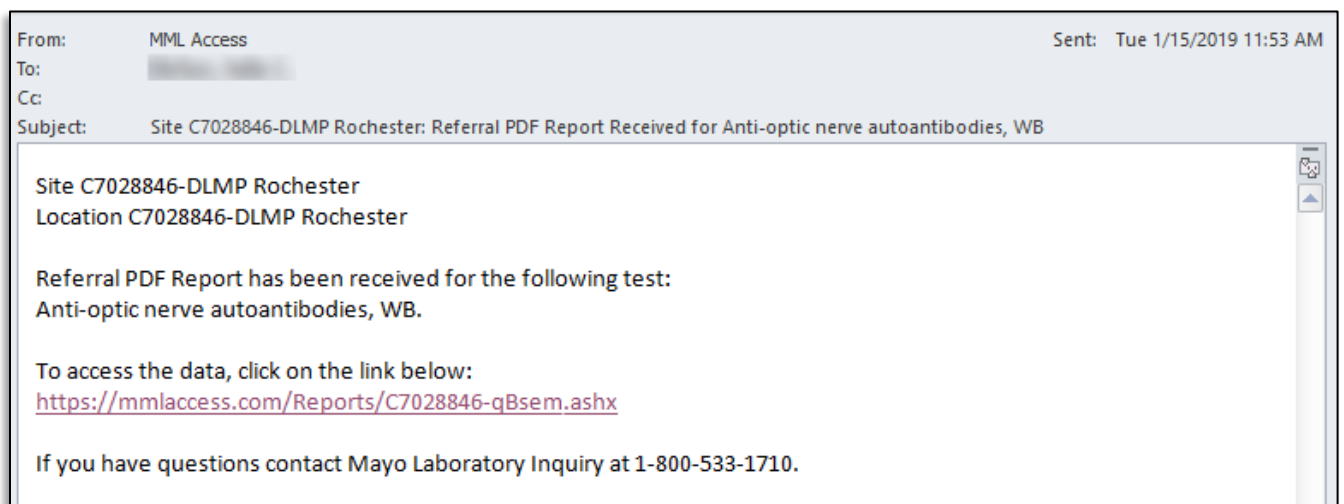 From: MML Access Sent: Tue 1/15/2019 11:53 AM
To:
Cc:
Subject: Site C7028846-DLMP Rochester: Referral PDF Report Received for Anti-optic nerve autoantibodies, WB
Site C7028846-DLMP Rochester
Location C7028846-DLMP Rochester
Referral PDF Report has been received for the following test:
Anti-optic nerve autoantibodies, WB.
To access the data, click on the link below:
https://mmlaccess.com/Reports/C7028846-qBsem.ashx
If you have questions contact Mayo Laboratory Inquiry at 1-800-533-1710.